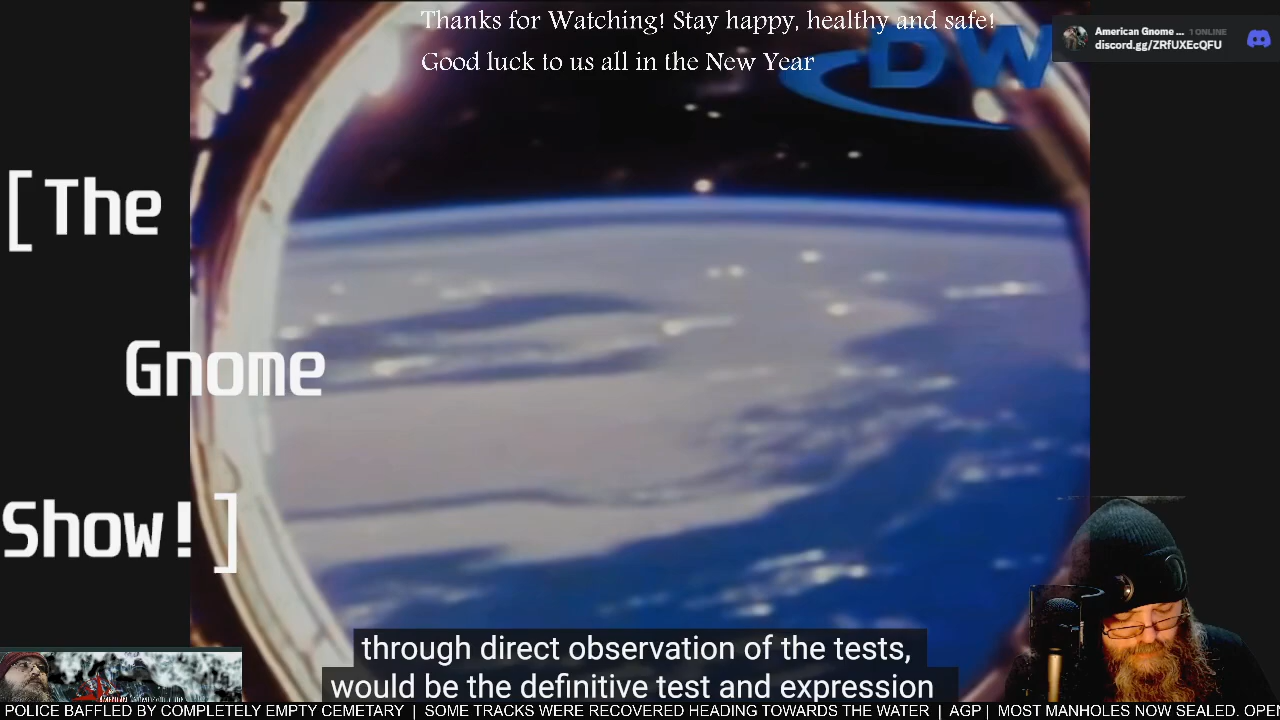 Thanks for Watching! Stay happy, healthy and safe!
Good luck to us all in the New Year
DW
American Gnome ... 1 ONLINE
discord.gg/ZRfUXEcQFU
[The
Gnome
Show!]
through direct observation of the tests,
would be the definitive test and expression
POLICE BAFFLED BY COMPLETELY EMPTY CEMETARY | SOME TRACKS WERE RECOVERED HEADING TOWARDS THE WATER | AGP | MOST MANHOLES NOW SEALED. OPEN